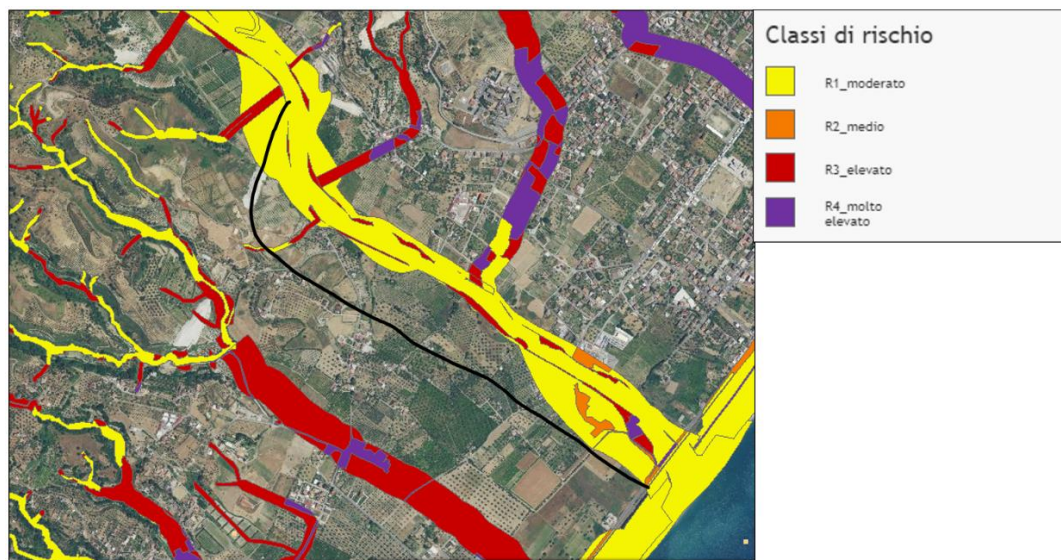 Classi di rischio
R1_moderato
R2_medio
R3_elevato
R4_molto
elevato